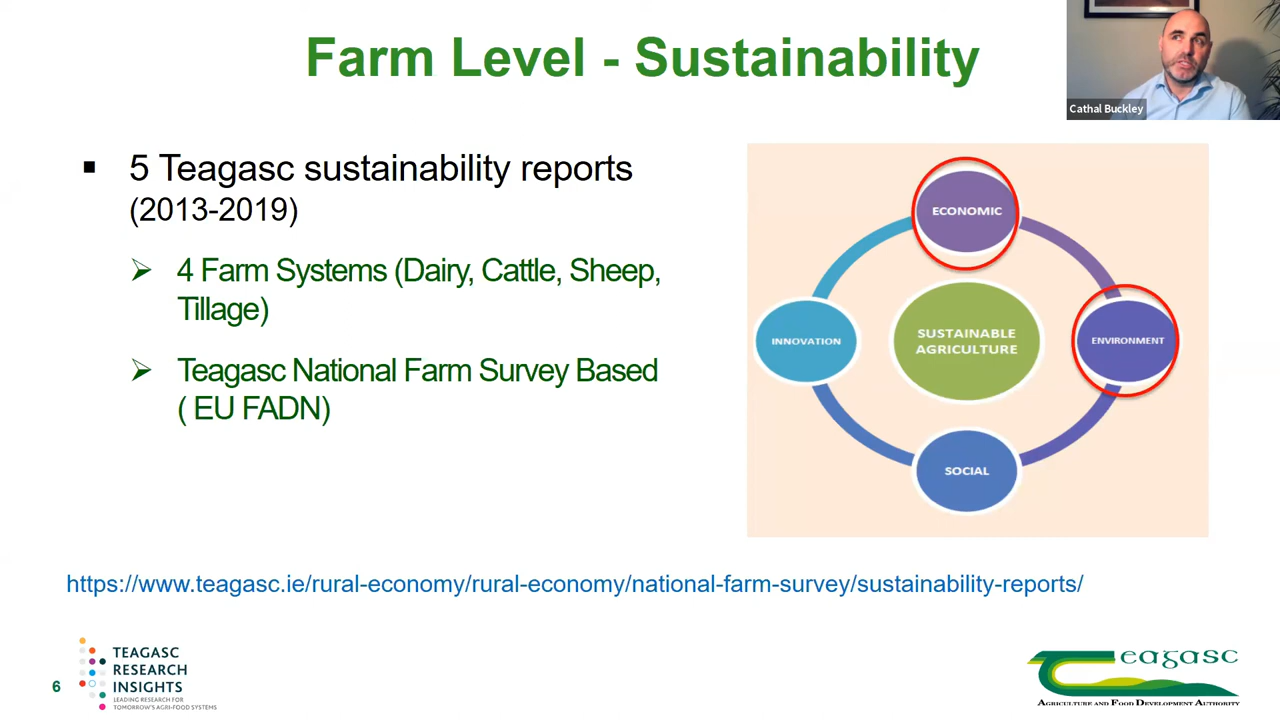 Farm Level - Sustainability
Cathal Buckley
5 Teagasc sustainability reports
(2013-2019)
4 Farm Systems (Dairy, Cattle, Sheep,
Tillage)
Teagasc National Farm Survey Based
( EU FADN)
ECONOMIC
INNOVATION
SUSTAINABLE
AGRICULTURE
ENVIRONMENT
SOCIAL
https://www.teagasc.ie/rural-economy/rural-economy/national-farm-survey/sustainability-reports/
6
TEAGASC
RESEARCH
INSIGHTS
LEADING RESEARCH FOR
TOMORROW'S AGRI-FOOD SYSTEMS
Teagasc
AGRICULTURE AND FOOD DEVELOPMENT AUTHORITY